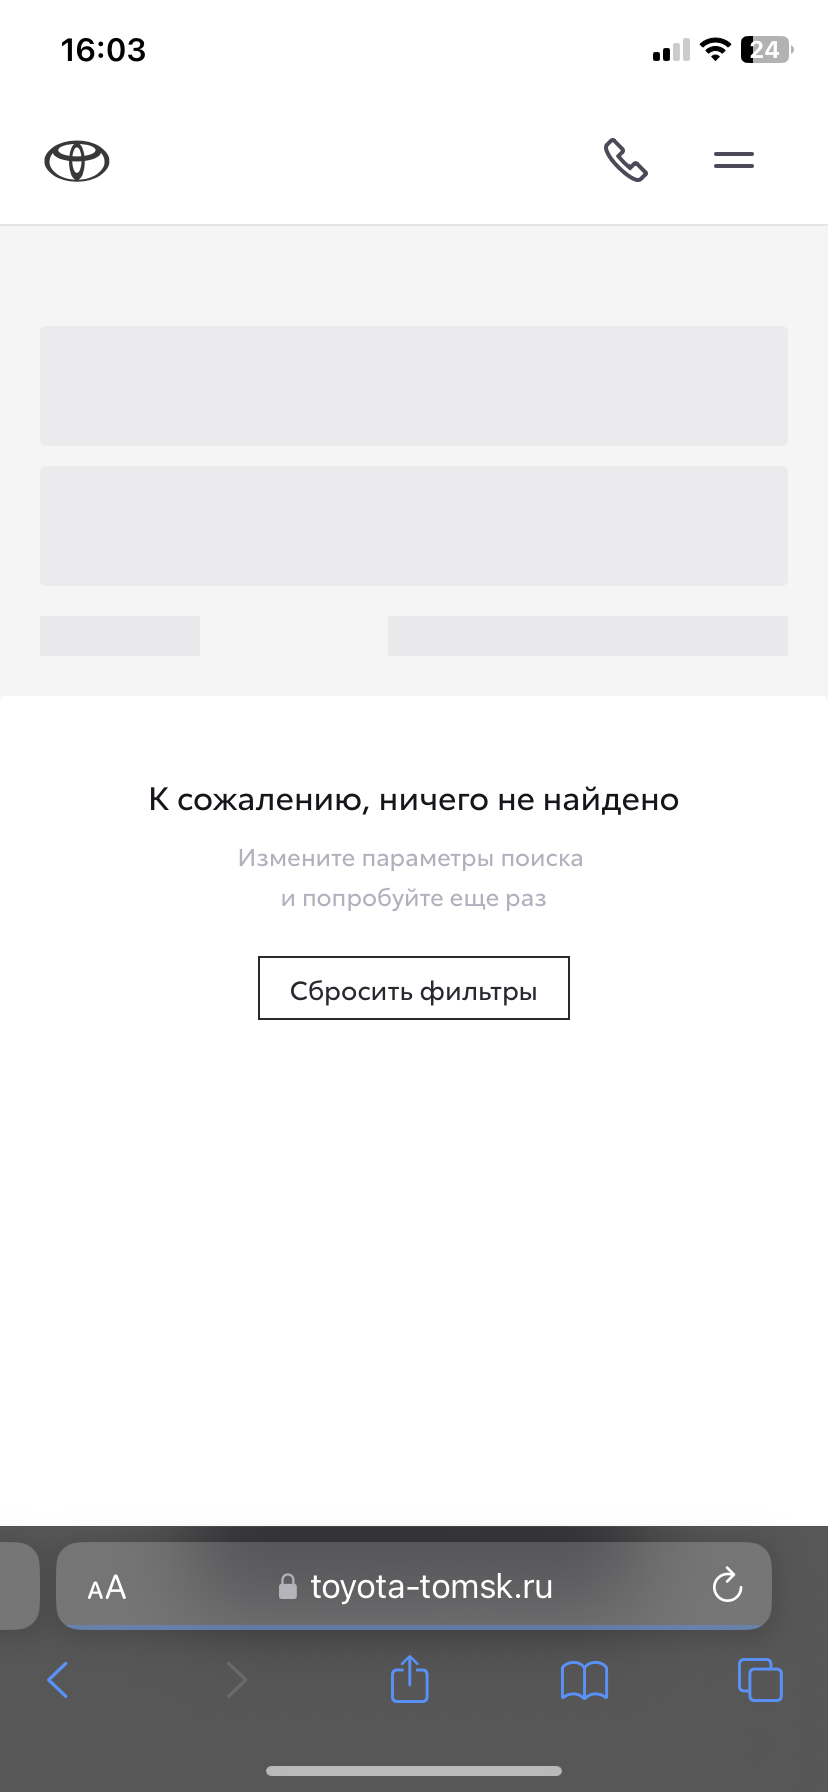 16:03
24
К сожалению, ничего не найдено
Измените параметры поиска
и попробуйте еще раз
Сбросить фильтры
AA
toyota-tomsk.ru